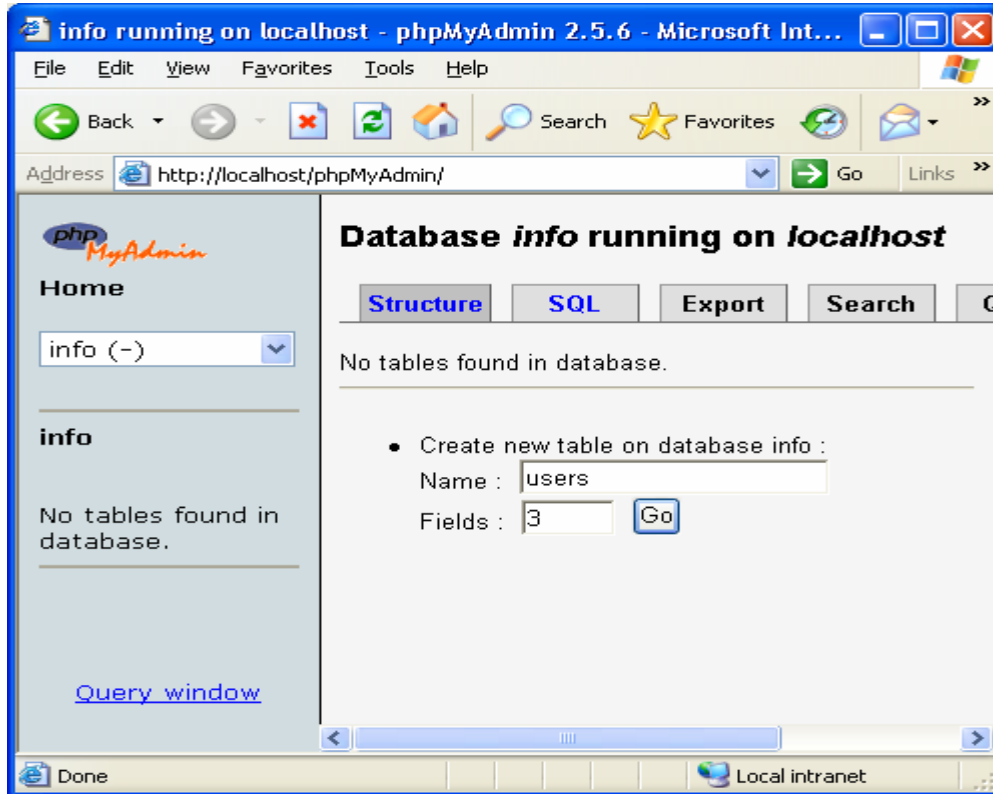 info running on localhost - phpMyAdmin 2.5.6 - Microsoft Int...
File Edit View Favorites Tools Help
Back Search Favorites »
Address http://localhost/phpMyAdmin/ Go Links »
php
MyAdmin
Home
info (-)
info
No tables found in
database.
Query window
Database info running on localhost
Structure SQL Export Search
No tables found in database.
• Create new table on database info :
Name : users
Fields : 3 Go
Done Local intranet